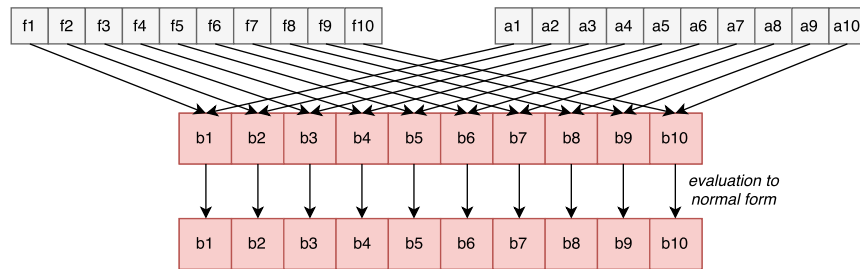 f1 f2 f3 f4 f5 f6 f7 f8 f9 f10 a1 a2 a3 a4 a5 a6 a7 a8 a9 a10
b1 b2 b3 b4 b5 b6 b7 b8 b9 b10
evaluation to
normal form
b1 b2 b3 b4 b5 b6 b7 b8 b9 b10